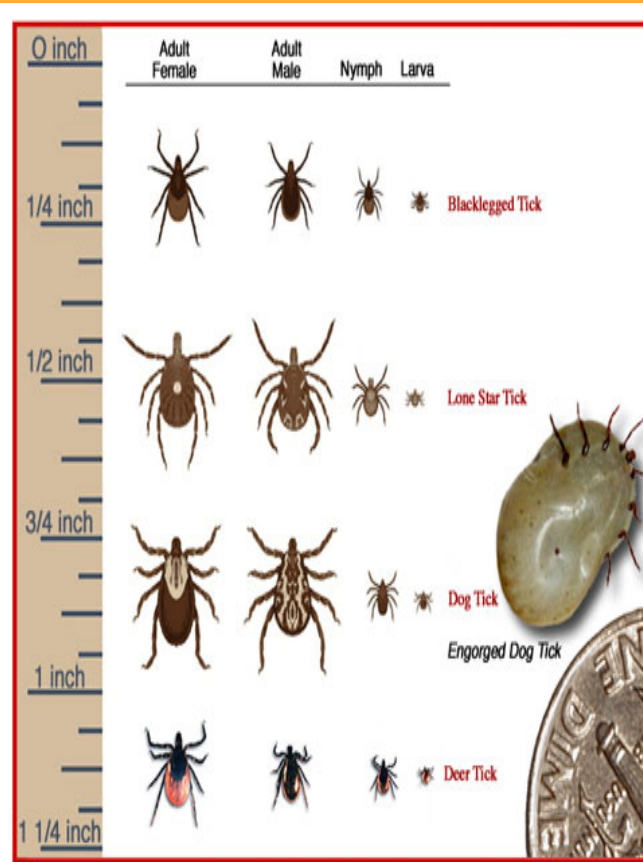 O inch
1/4 inch
1/2 inch
3/4 inch
1 inch
1 1/4 inch
Adult
Female
Adult
Male
Nymph
Larva
Blacklegged Tick
Lone Star Tick
Dog Tick
Engorged Dog Tick
Deer Tick
ONE DIME